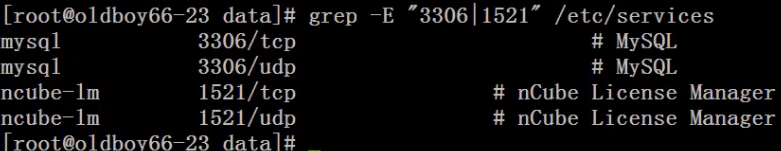 [root@oldboy66-23 data]# grep -E "3306|1521" /etc/services
mysql 3306/tcp # MySQL
mysql 3306/udp # MySQL
ncube-lm 1521/tcp # nCube License Manager
ncube-lm 1521/udp # nCube License Manager
[root@oldboy66-23 data]#